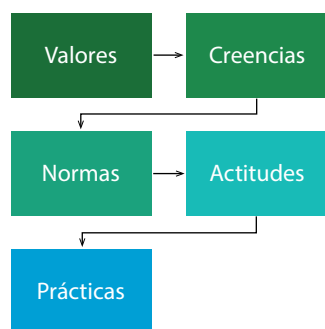 Valores
Creencias
Normas
Actitudes
Prácticas